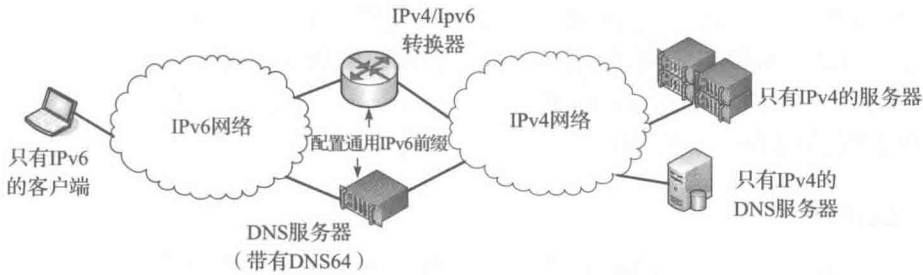 IPv4/Ipv6
转换器
IPv6网络
IPv4网络
只有IPv4的服务器
配置通用IPv6前缀
只有IPv6
的客户端
只有IPv4的
DNS服务器
DNS服务器
（带有DNS64）